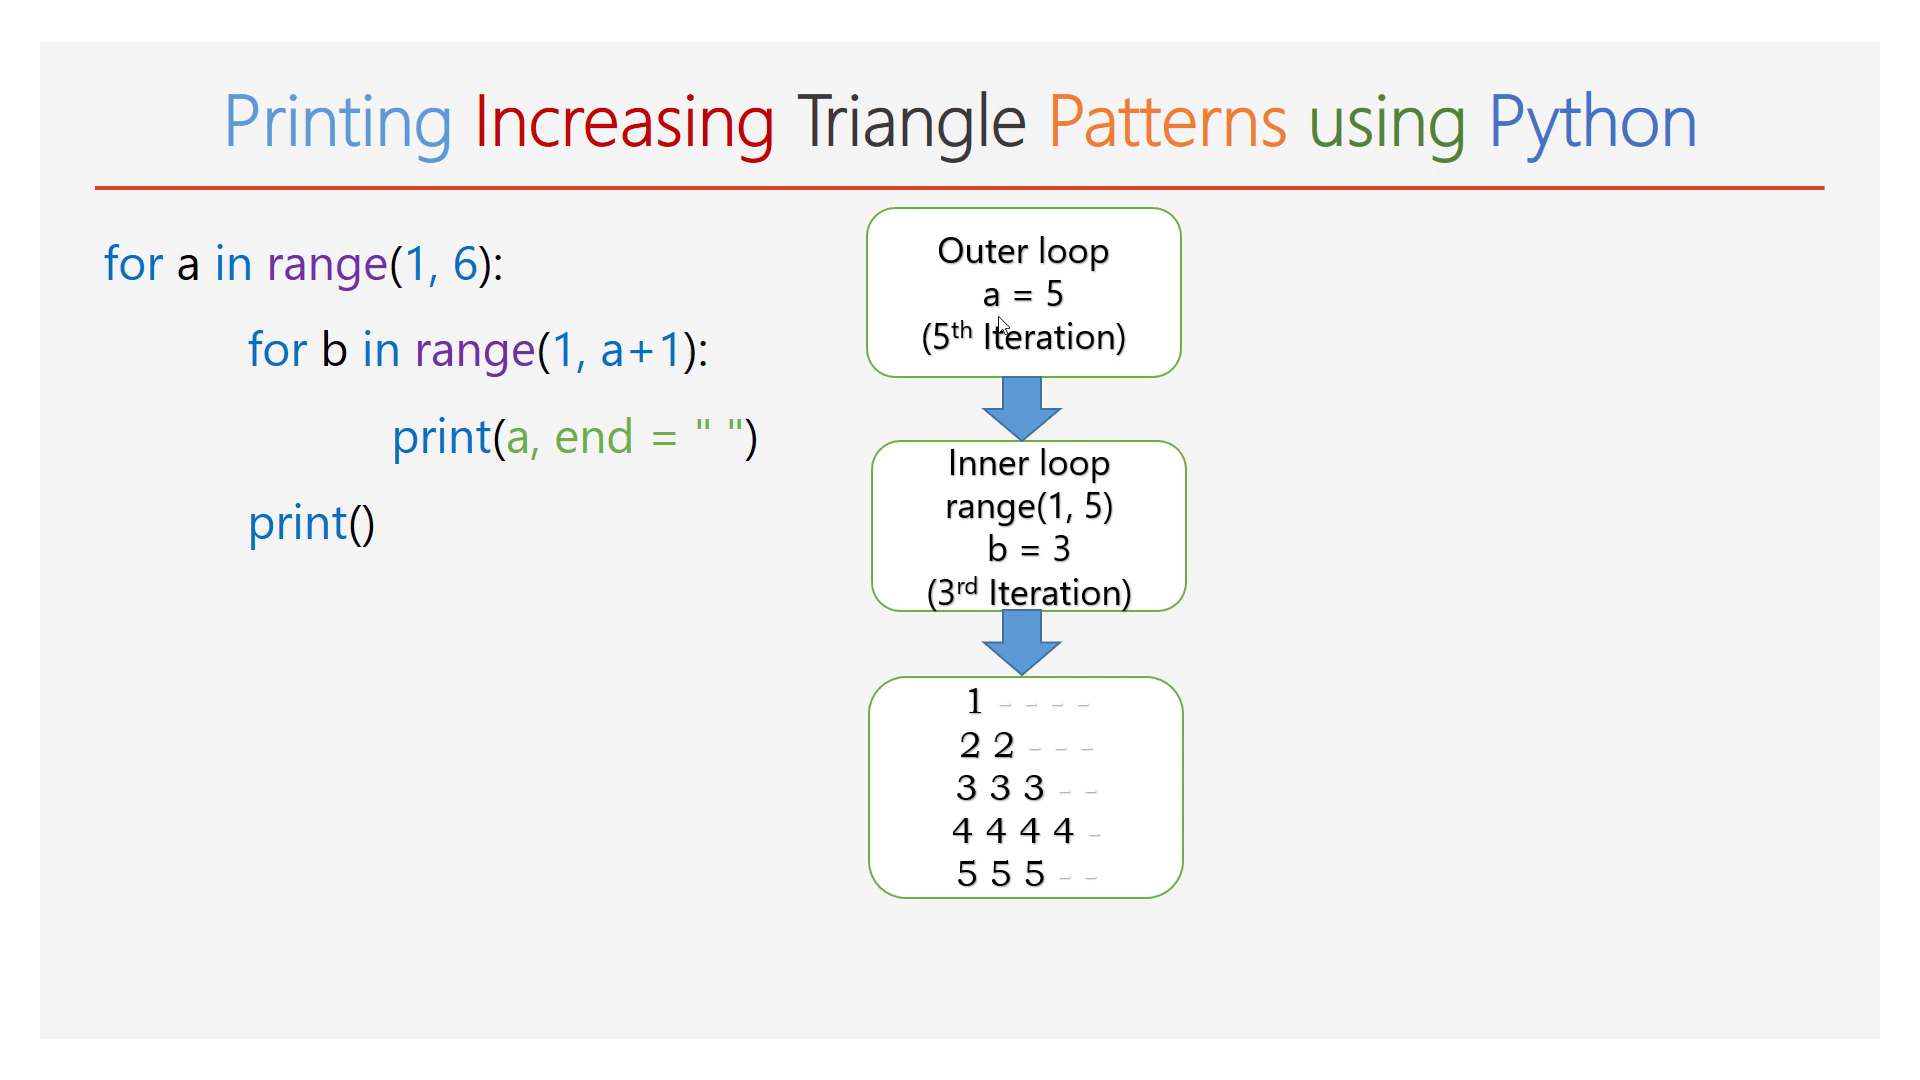 Printing Increasing Triangle Patterns using Python
for a in range(1, 6):
for b in range(1, a+1):
print(a, end = " ")
print()
Outer loop
a = 5
(5th Iteration)
Inner loop
range(1, 5)
b = 3
(3rd Iteration)
1 - - - -
2 2 - - -
3 3 3 - -
4 4 4 4 -
5 5 5 - -